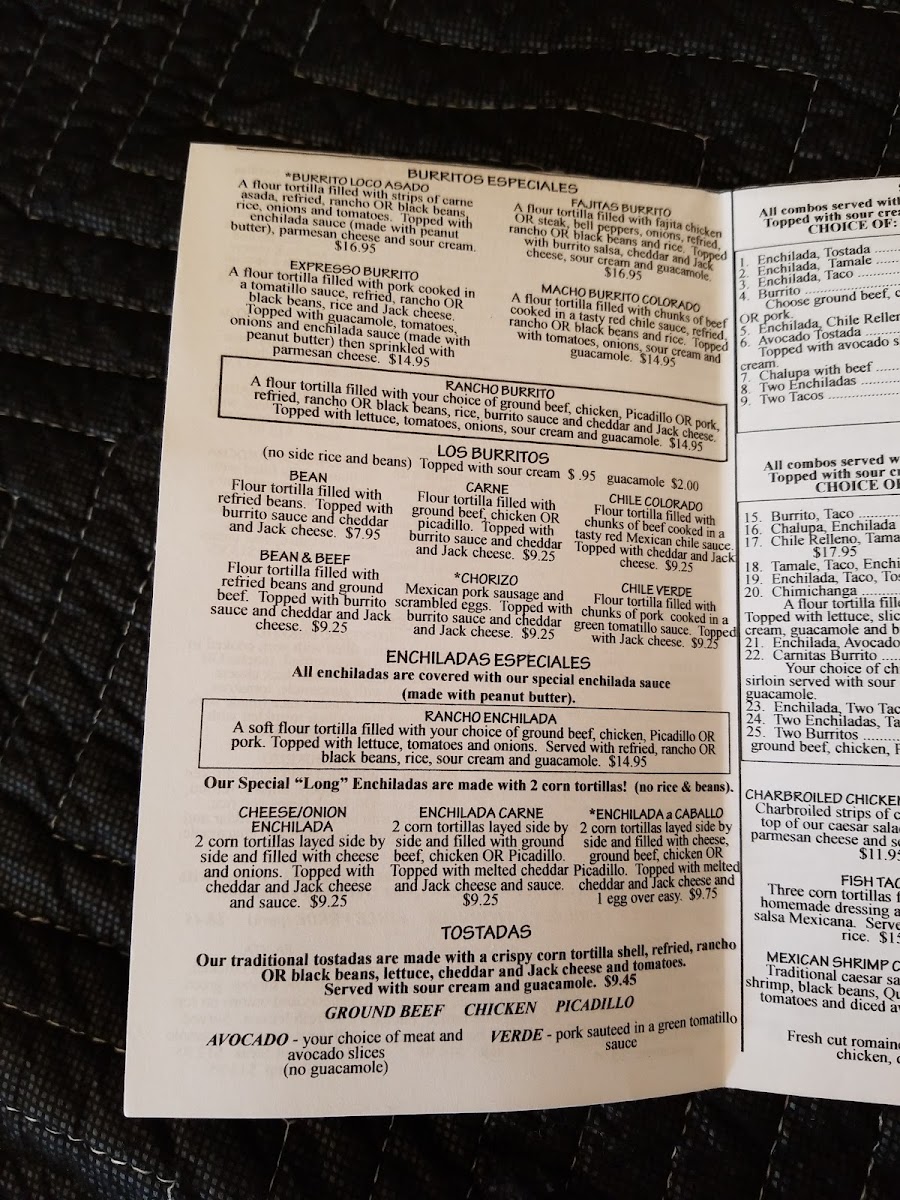 BURRITOS ESPECIALES
*BURRITO LOCO ASADO
A flour tortilla filled with strips of carne
asada, refried, rancho OR black beans,
rice, onions and tomatoes. Topped with
enchilada sauce (made with peanut
butter), parmesan cheese and sour cream.
$16.95
EXPRESSO BURRITO
A flour tortilla filled with pork cooked in
a tomatillo sauce, refried, rancho OR
black beans, rice and Jack cheese.
Topped with guacamole, tomatoes,
onions and enchilada sauce (made with
peanut butter) then sprinkled with
parmesan cheese. $14.95
FAJITAS BURRITO
A flour tortilla filled with fajita chicken
OR steak, bell peppers, onions, refried,
rancho OR black beans and rice. Topped
with burrito salsa, cheddar and Jack
cheese, sour cream and guacamole.
$16.95
MACHO BURRITO COLORADO
A flour tortilla filled with chunks of beef
cooked in a tasty red chile sauce, refried,
rancho OR black beans and rice. Topped
with tomatoes, onions, sour cream and
guacamole. $14.95
RANCHO BURRITO
A flour tortilla filled with your choice of ground beef, chicken, Picadillo OR pork,
refried, rancho OR black beans, rice, burrito sauce and cheddar and Jack cheese.
Topped with lettuce, tomatoes, onions, sour cream and guacamole. $14.95
LOS BURRITOS
(no side rice and beans) Topped with sour cream $ .95 guacamole $2.00
BEAN
Flour tortilla filled with
refried beans. Topped with
burrito sauce and cheddar
and Jack cheese. $7.95
CARNE
Flour tortilla filled with
ground beef, chicken OR
picadillo. Topped with
burrito sauce and cheddar
and Jack cheese. $9.25
CHILE COLORADO
Flour tortilla filled with
chunks of beef cooked in a
tasty red Mexican chile sauce.
Topped with cheddar and Jack
cheese. $9.25
BEAN & BEEF
Flour tortilla filled with
refried beans and ground
beef. Topped with burrito
sauce and cheddar and Jack
cheese. $9.25
*CHORIZO
Mexican pork sausage and
scrambled eggs. Topped with
burrito sauce and cheddar
and Jack cheese. $9.25
CHILE VERDE
Flour tortilla filled with
chunks of pork cooked in a
green tomatillo sauce. Topped
with Jack cheese. $9.25
ENCHILADAS ESPECIALES
All enchiladas are covered with our special enchilada sauce
(made with peanut butter).
RANCHO ENCHILADA
A soft flour tortilla filled with your choice of ground beef, chicken, Picadillo OR
pork. Topped with lettuce, tomatoes and onions. Served with refried, rancho OR
black beans, rice, sour cream and guacamole. $14.95
Our Special "Long" Enchiladas are made with 2 corn tortillas! (no rice & beans).
CHEESE/ONION
ENCHILADA
2 corn tortillas layed side by
side and filled with cheese
and onions. Topped with
cheddar and Jack cheese
and sauce. $9.25
ENCHILADA CARNE
2 corn tortillas layed side by
side and filled with ground
beef, chicken OR Picadillo.
Topped with melted cheddar
and Jack cheese and sauce.
$9.25
*ENCHILADA a CABALLO
2 corn tortillas layed by
side and filled with cheese,
ground beef, chicken OR
Picadillo. Topped with melted
cheddar and Jack cheese and
1 egg over easy. $9.75
TOSTADAS
Our traditional tostadas are made with a crispy corn tortilla shell, refried, rancho
OR black beans, lettuce, cheddar and Jack cheese and tomatoes.
Served with sour cream and guacamole. $9.45
GROUND BEEF CHICKEN PICADILLO
AVOCADO - your choice of meat and
avocado slices
(no guacamole)
VERDE - pork sauteed in a green tomatillo
sauce
All combos served with
Topped with sour
CHOICE OF:
1. Enchilada, Tostada
2. Enchilada, Tamale
3. Enchilada, Taco
4. Burrito
Choose ground beef,
OR pork.
5. Enchilada, Chile
6. Avocado Tostada
Topped with avocado
cream.
7. Chalupa with beef
8. Two Enchiladas
9. Two Tacos
All combos served
Topped with sour
CHOICE
15. Burrito, Taco
16. Chalupa, Enchilada
17. Chile Relleno,
$17.95
18. Tamale, Taco,
19. Enchilada, Taco,
20. Chimichanga
A flour tortilla
Topped with lettuce,
cream, guacamole and
21. Enchilada, Avocado
22. Carnitas Burrito
Your choice of
sirloin served with sour
guacamole.
23. Enchilada, Two
24. Two Enchiladas,
25. Two Burritos
ground beef, chicken,
CHARBROILED
Charbroiled strips of
top of our caesar
parmesan cheese and
$11.95
FISH
Three corn tortillas
homemade dressing
salsa Mexicana.
rice.
MEXICAN SHRIMP
Traditional caesar
shrimp, black beans,
tomatoes and diced
Fresh cut
chicken,